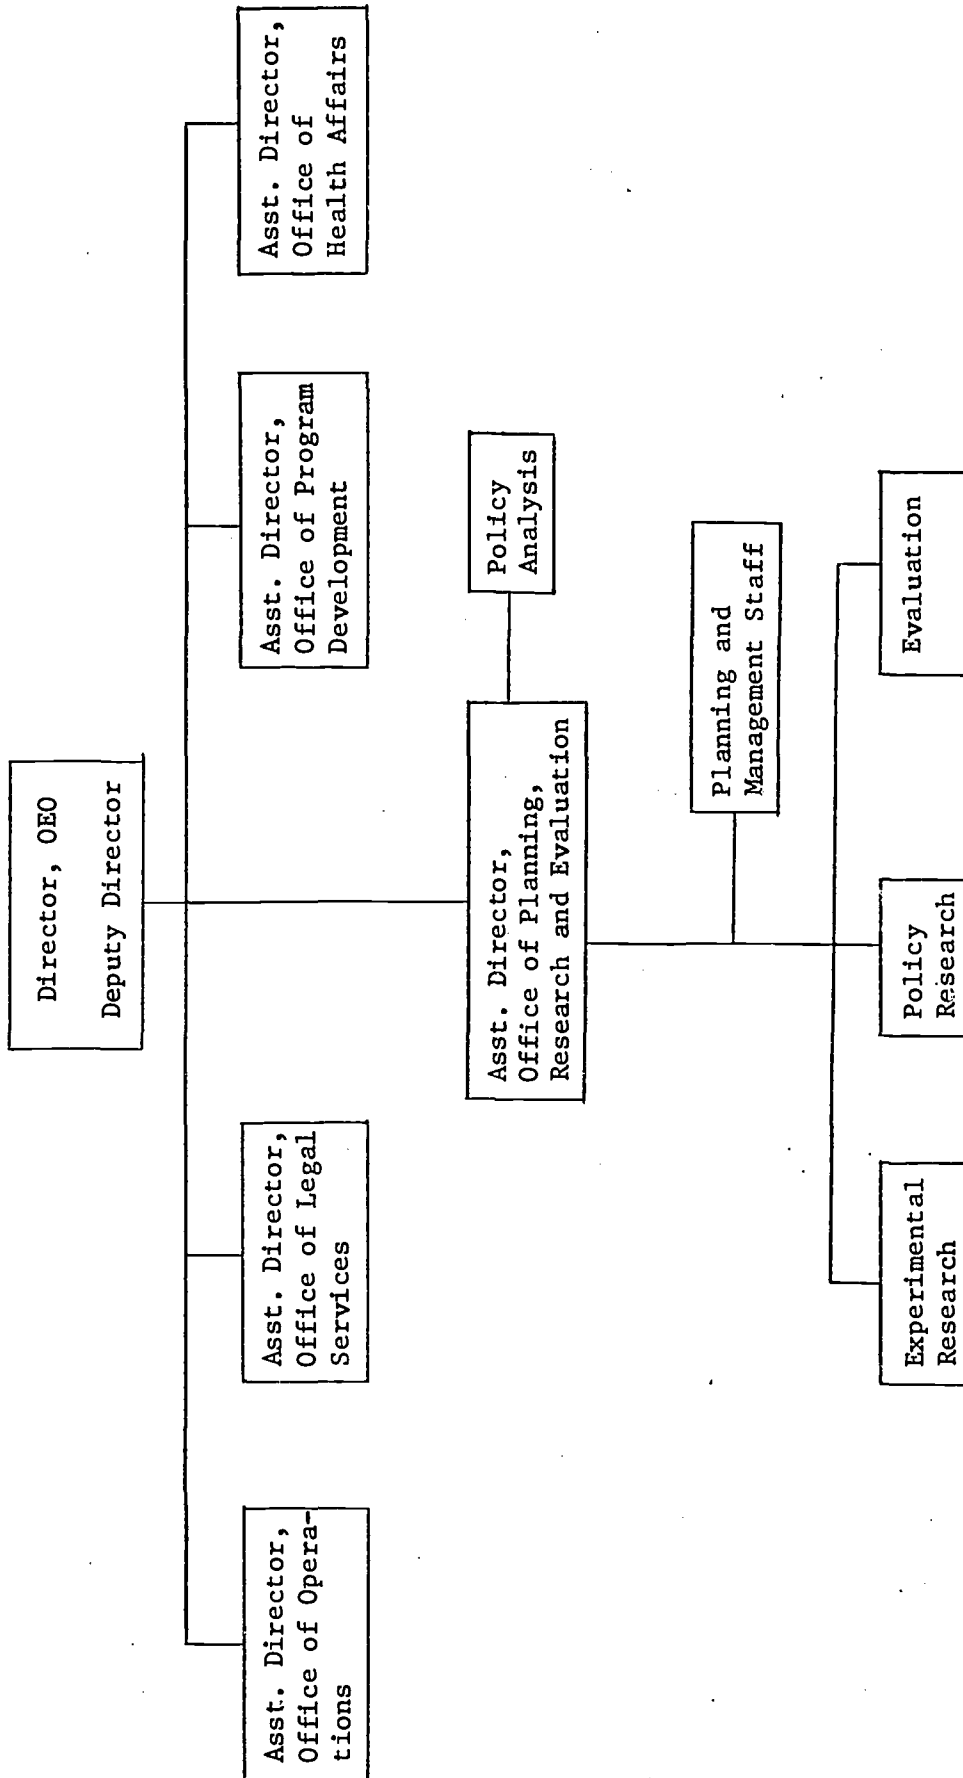 Director, OEO
Deputy Director
Asst. Director,
Office of Opera-
tions
Asst. Director,
Office of Legal
Services
Asst. Director,
Office of Program
Development
Asst. Director,
Office of
Health Affairs
Asst. Director,
Office of Planning,
Research and Evaluation
Policy
Analysis
Planning and
Management Staff
Experimental
Research
Policy
Research
Evaluation